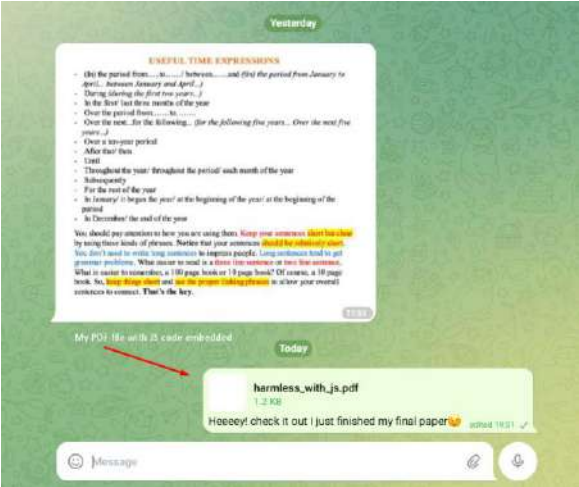 Yesterday
USEFUL TIME EXPRESSIONS
- (In) the period from......to......./ between.......and (In) the period from January to
April... between January and April...)
- During (during the first two years...)
- In the first/ last three months of the year
- Over the period from.......to........
- Over the next...for the following... (for the following five years... Over the next five
years...)
- Over a ten-year period
- After that/ then
- Until
- Throughout the year/ throughout the period/ each month of the year
- Subsequently
- For the rest of the year
- In January/ it began the year/ at the beginning of the year/ at the beginning of the
period
- In December/ the end of the year
You should pay attention to how you are using them. Keep your sentences short but clear
by using these kinds of phrases. Notice that your sentences should be relatively short.
You don't need to write long sentences to impress people. Long sentences tend to get
grammar problems. What easier to read is a three line sentence or two line sentence.
What is easier to remember, a 100 page book or 10 page book? Of course, a 10 page
book. So, keep things short and use the proper linking phrases to allow your overall
sentences to connect. That's the key.
My PDF file with JS code embedded
Today
harmless_with_js.pdf
1.2 KB
Heeeey! check it out I just finished my final paper😉 edited 19:51
Message